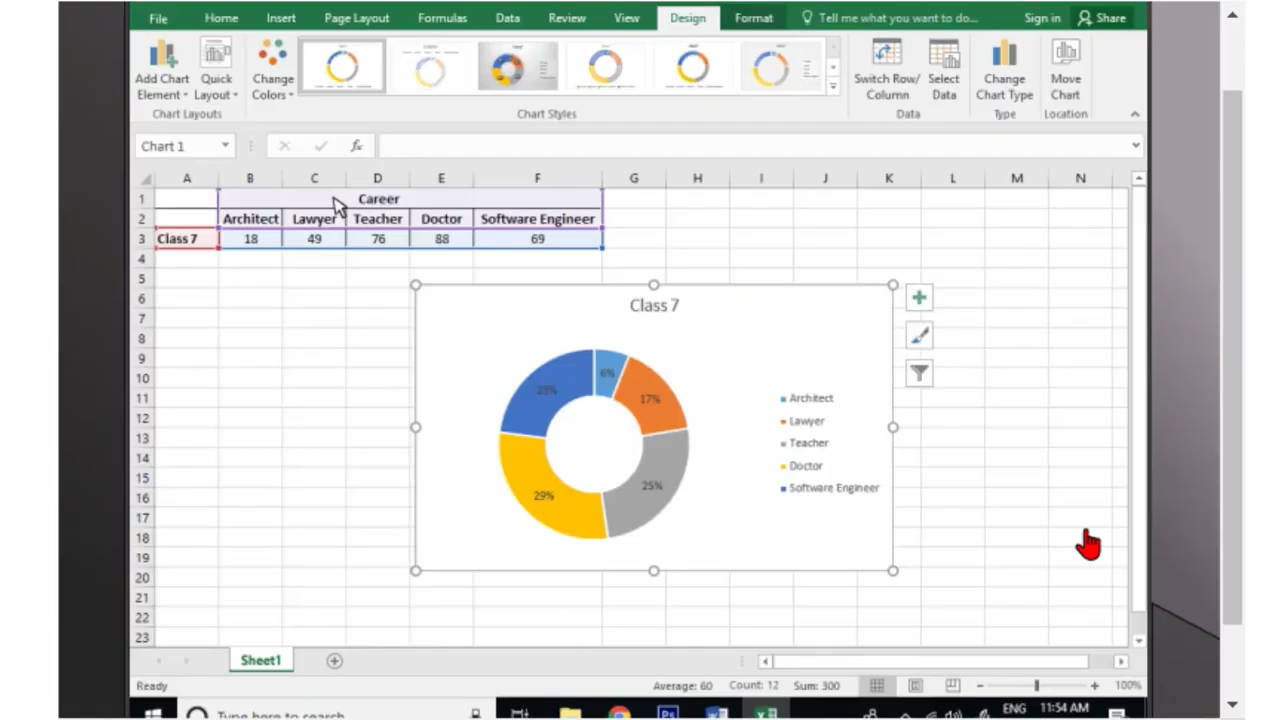 File Home Insert Page Layout Formulas Data Review View Design Format Tell me what you want to do... Sign in Share
Add Chart Element Quick Layout Change Colors Switch Row/ Column Select Data Change Chart Type Move Chart
Chart Layouts Chart Styles Data Type Location
Chart 1 fx
A B C D E F G H I J K L M N
1 Career
2 Architect Lawyer Teacher Doctor Software Engineer
3 Class 7 18 49 76 88 69
4
5
6 Class 7
7
8
9
10 6%
11 23% 17% Architect
12 Lawyer
13 Teacher
14 Doctor
15 25% Software Engineer
16 29%
17
18
19
20
21
22
23
Sheet1
Ready Average: 60 Count: 12 Sum: 300 100%
Type here to search Ps ENG 11:54 AM